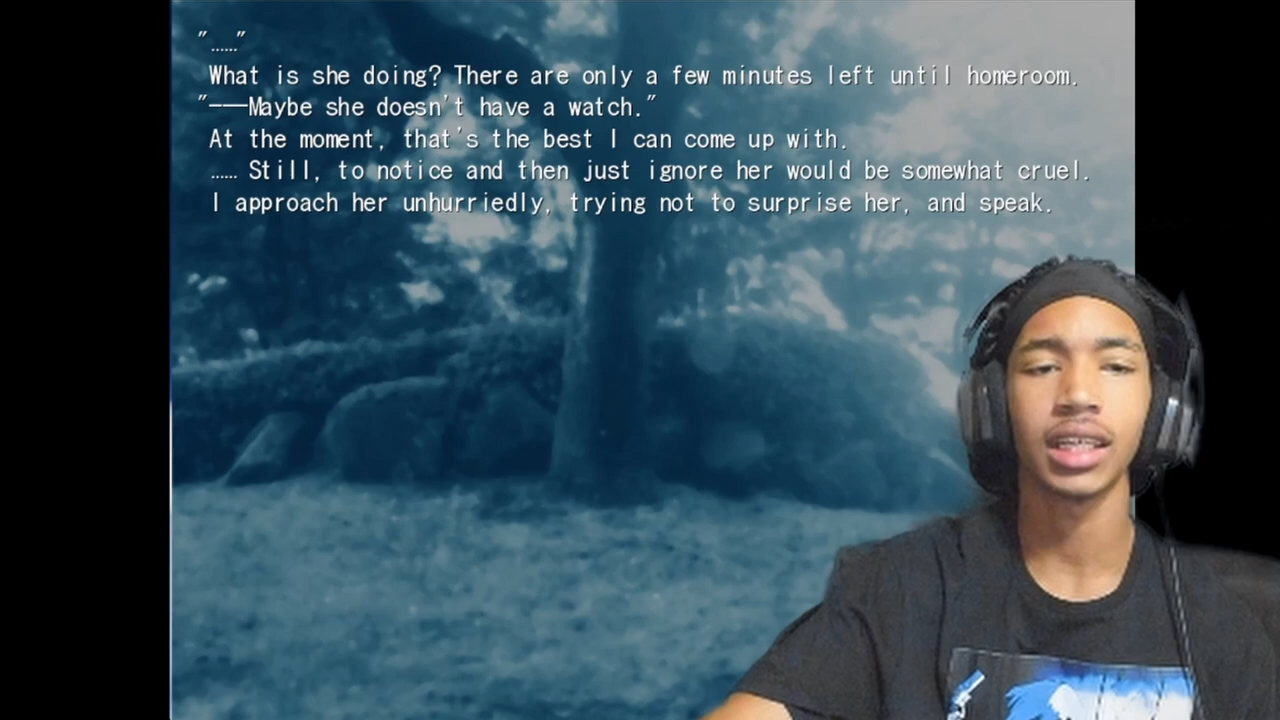 "……"
What is she doing? There are only a few minutes left until homeroom.
"───Maybe she doesn't have a watch."
At the moment, that's the best I can come up with.
…… Still, to notice and then just ignore her would be somewhat cruel.
I approach her unhurriedly, trying not to surprise her, and speak.